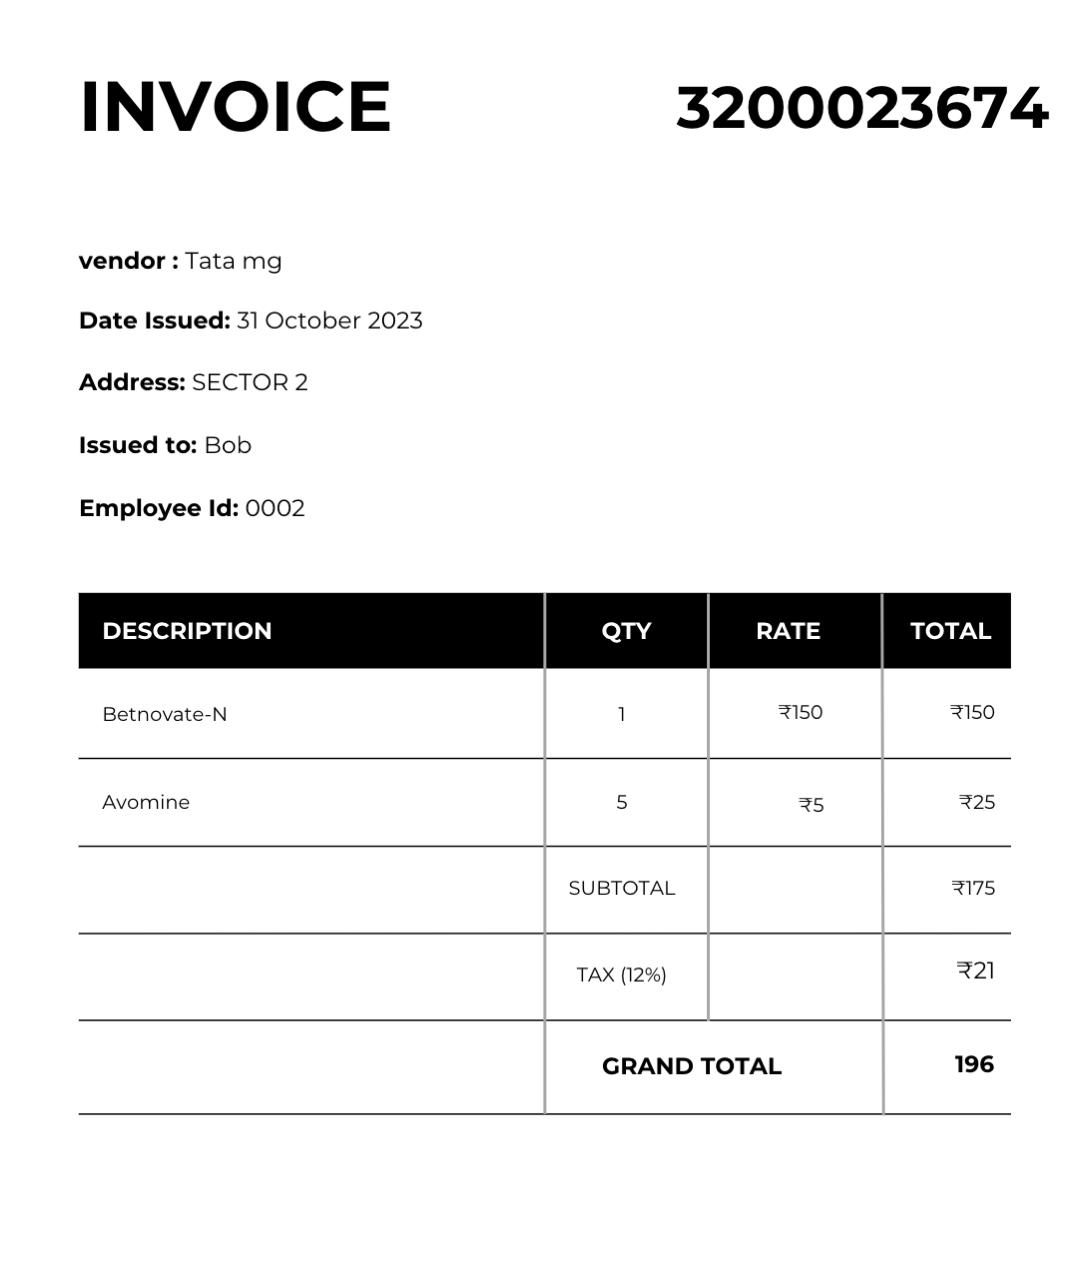 INVOICE 3200023674
vendor : Tata mg
Date Issued: 31 October 2023
Address: SECTOR 2
Issued to: Bob
Employee Id: 0002
DESCRIPTION QTY RATE TOTAL
Betnovate-N 1 ₹150 ₹150
Avomine 5 ₹5 ₹25
SUBTOTAL ₹175
TAX (12%) ₹21
GRAND TOTAL 196